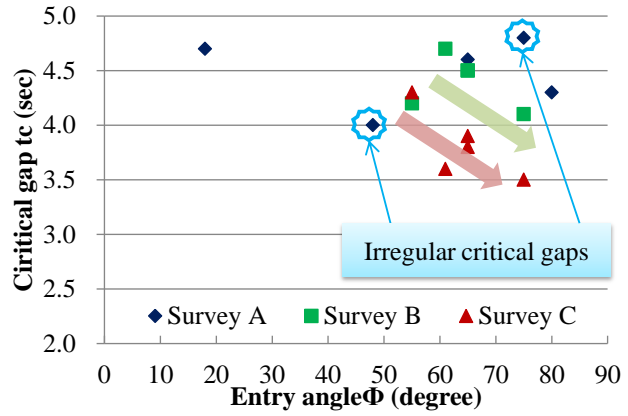 5.0
4.5
4.0
3.5
3.0
2.5
2.0
Ciritical gap tc (sec)
Irregular critical gaps
Survey A
Survey B
Survey C
0 10 20 30 40 50 60 70 80 90
Entry angleΦ (degree)